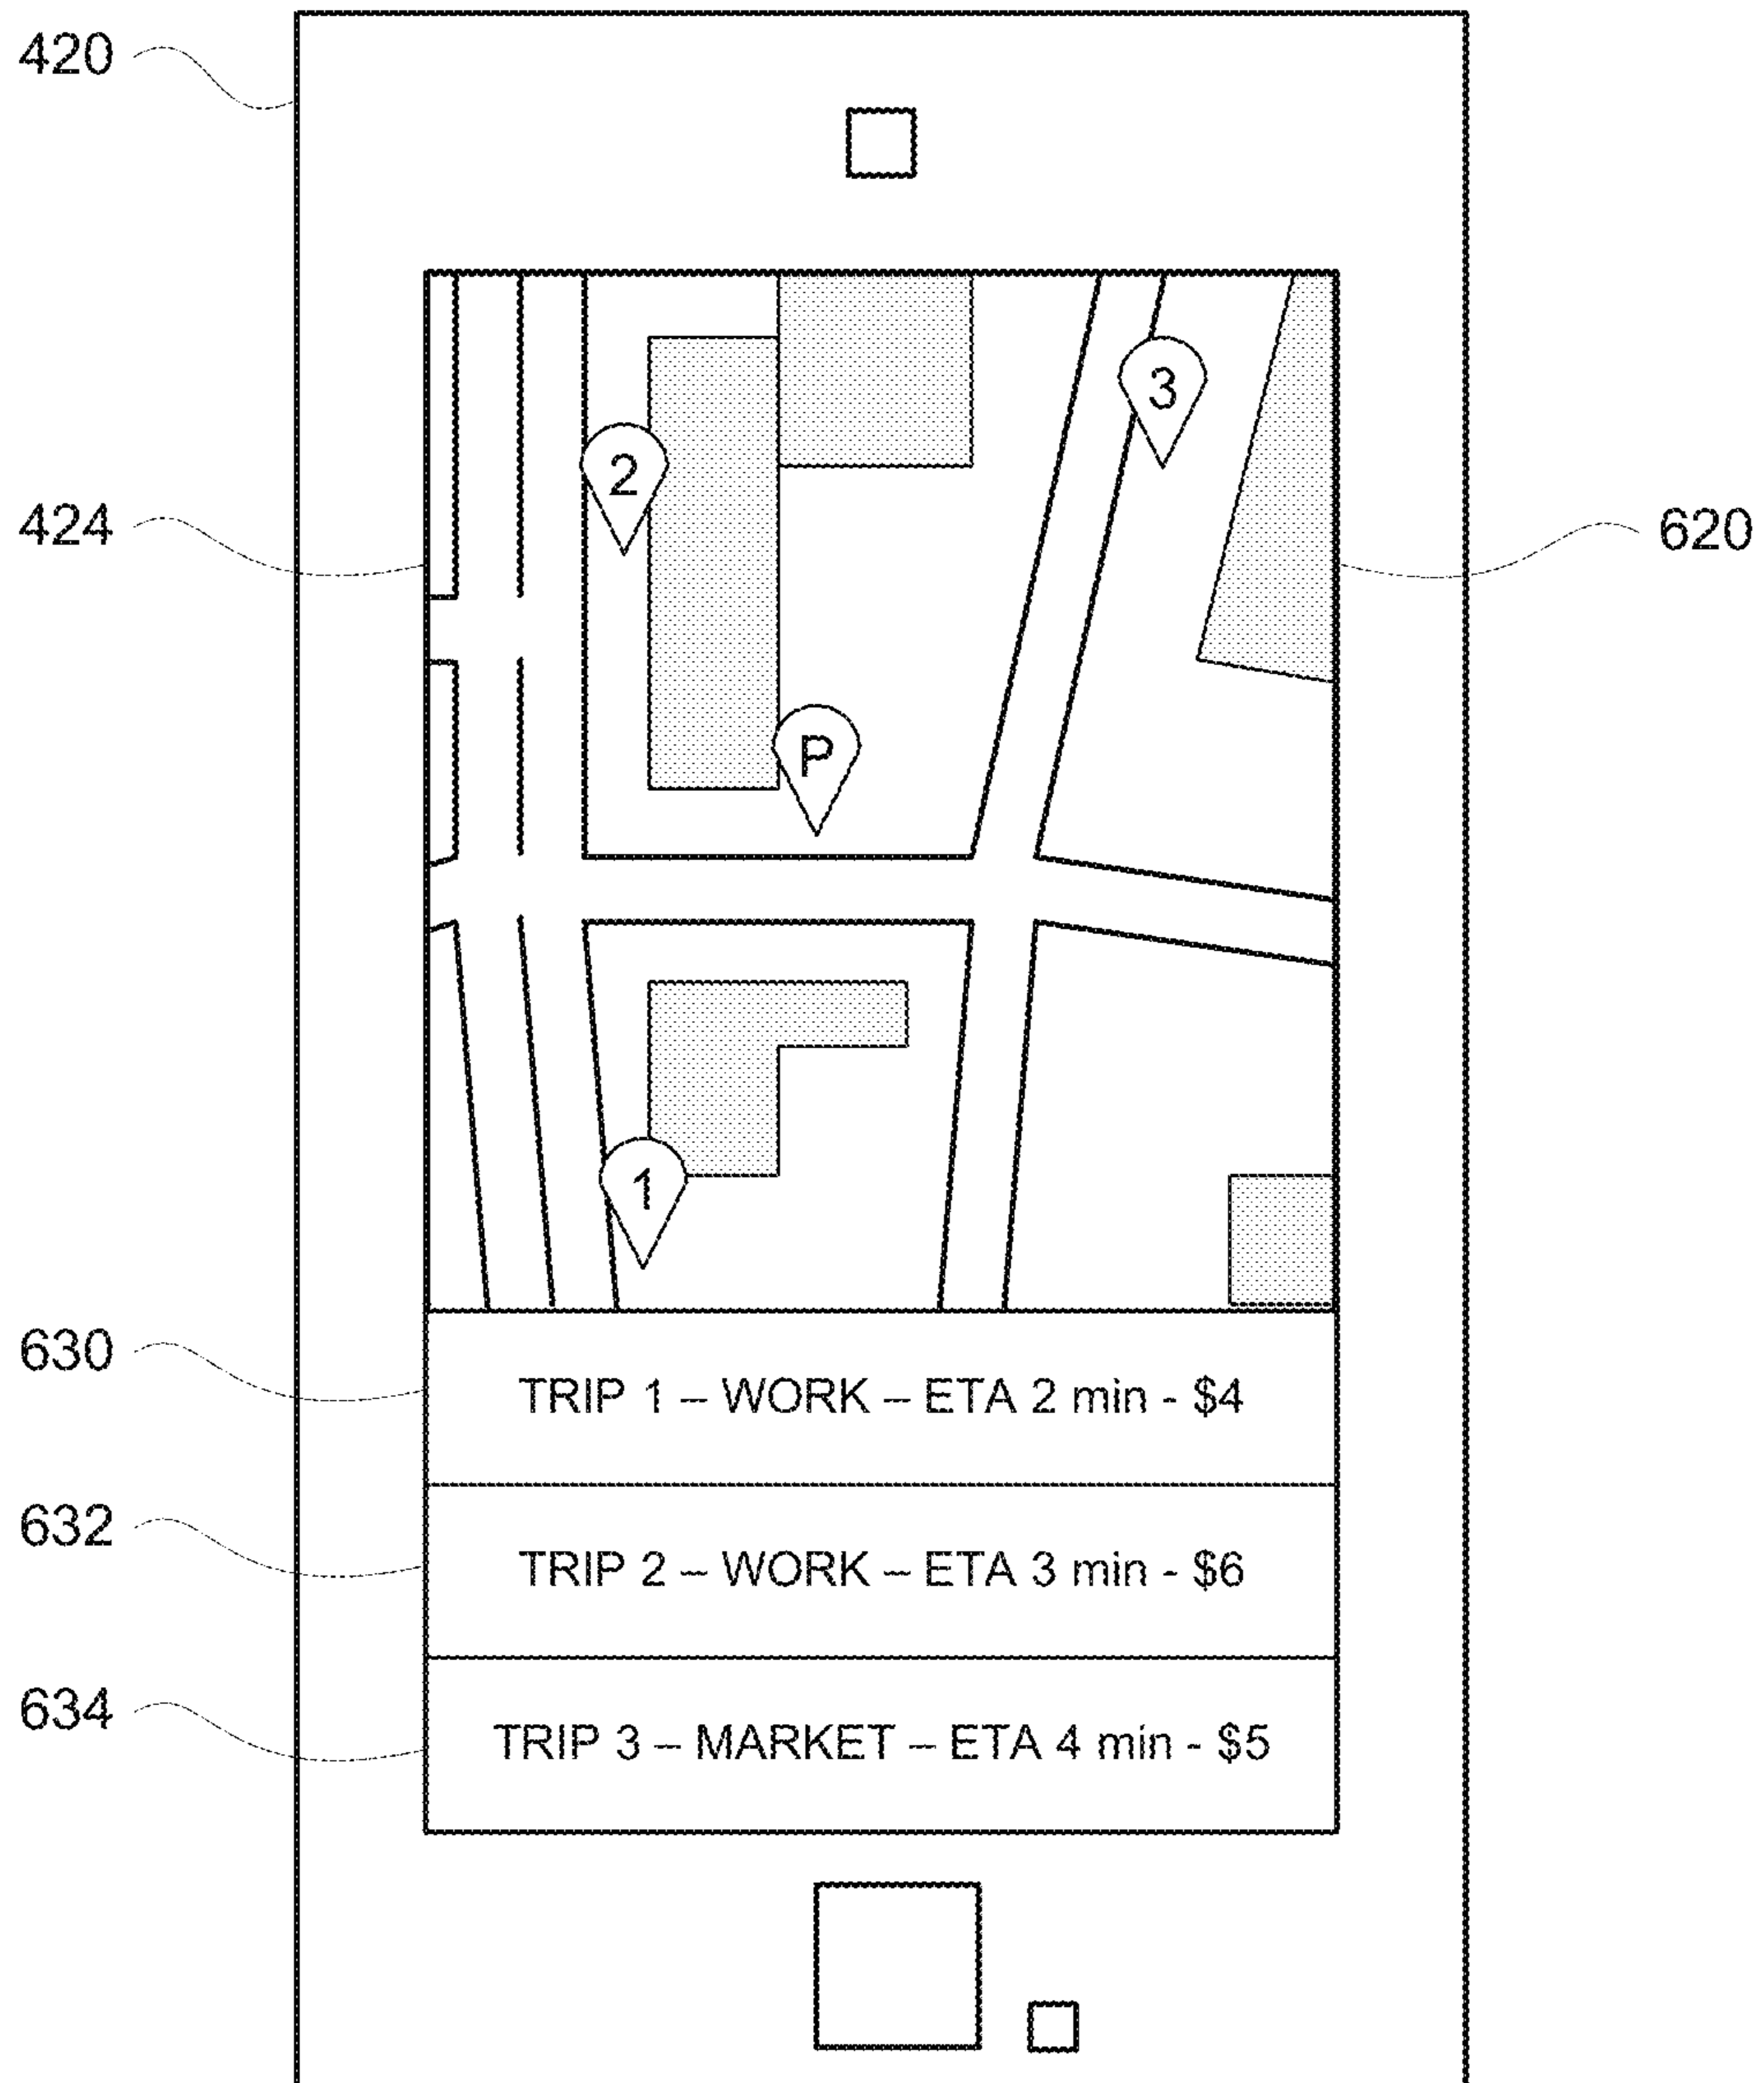 420
3
2
424
620
P
1
630
TRIP 1 – WORK – ETA 2 min - $4
632
TRIP 2 – WORK – ETA 3 min - $6
634
TRIP 3 – MARKET – ETA 4 min - $5